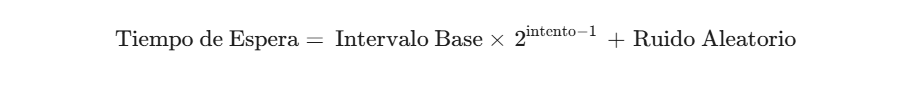 Tiempo de Espera = Intervalo Base × 2^{intento−1} + Ruido Aleatorio